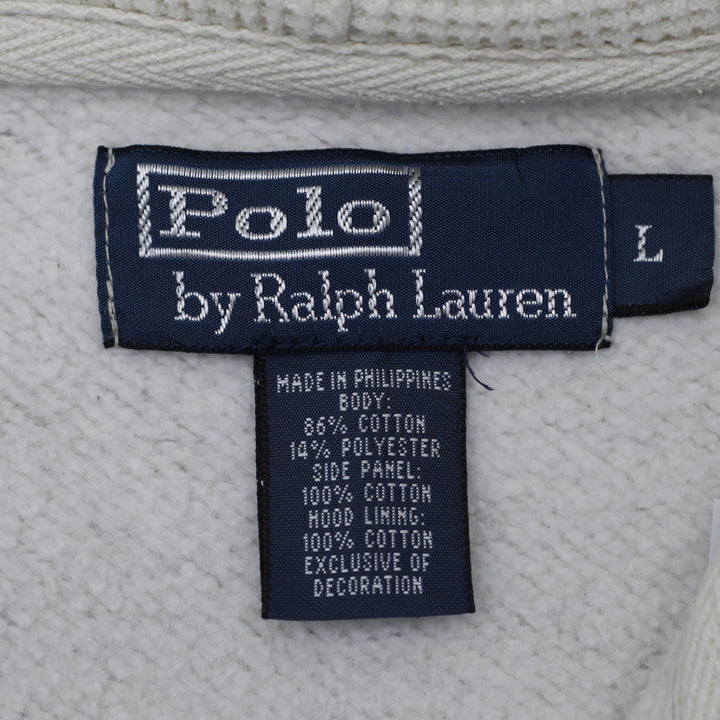 Polo
by Ralph Lauren
L
MADE IN PHILIPPINES
BODY:
86% COTTON
14% POLYESTER
SIDE PANEL:
100% COTTON
HOOD LINING:
100% COTTON
EXCLUSIVE OF
DECORATION